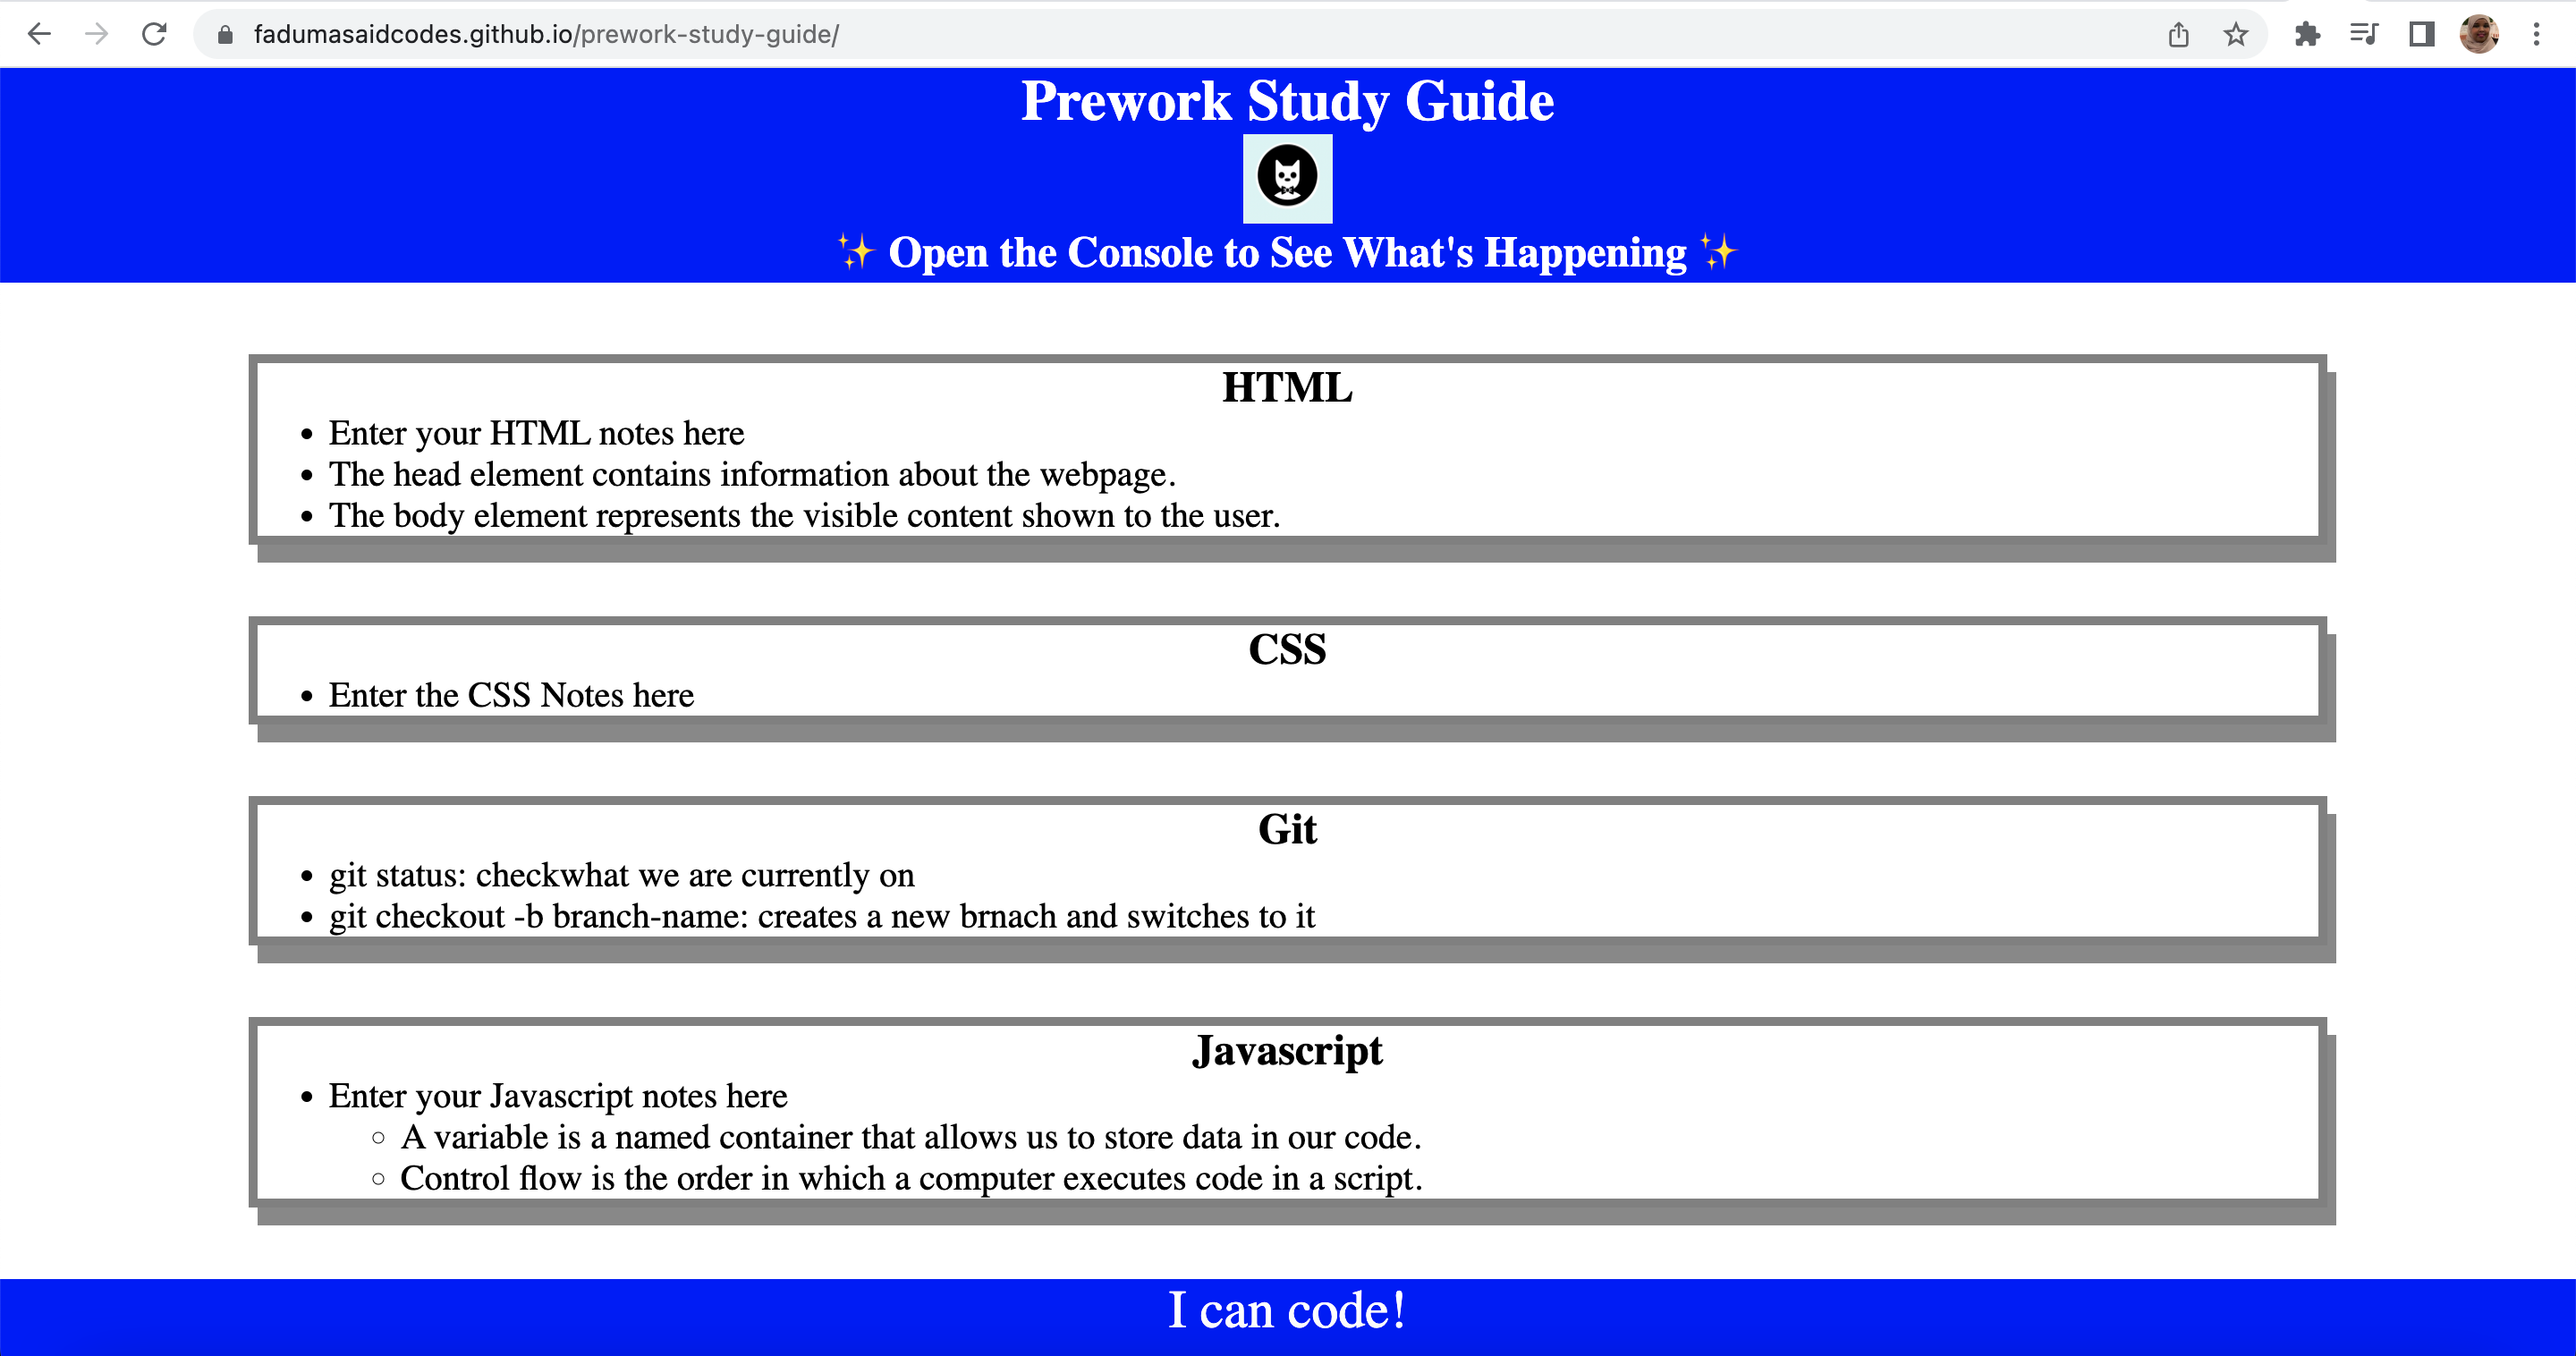 fadumasaidcodes.github.io/prework-study-guide/
Prework Study Guide
✨ Open the Console to See What's Happening ✨
HTML
• Enter your HTML notes here
• The head element contains information about the webpage.
• The body element represents the visible content shown to the user.
CSS
• Enter the CSS Notes here
Git
• git status: checkwhat we are currently on
• git checkout -b branch-name: creates a new brnach and switches to it
Javascript
• Enter your Javascript notes here
◦ A variable is a named container that allows us to store data in our code.
◦ Control flow is the order in which a computer executes code in a script.
I can code!